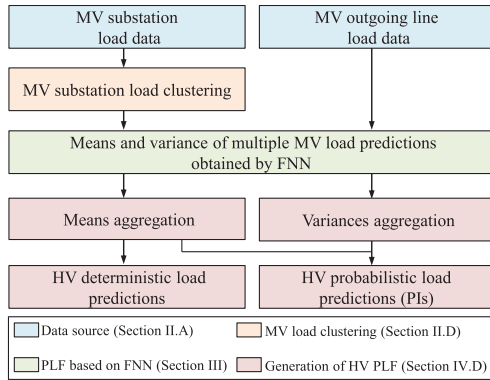 MV substation
load data
MV outgoing line
load data
MV substation load clustering
Means and variance of multiple MV load predictions
obtained by FNN
Means aggregation
Variances aggregation
HV deterministic load
predictions
HV probabilistic load
predictions (PIs)
Data source (Section II.A)
MV load clustering (Section II.D)
PLF based on FNN (Section III)
Generation of HV PLF (Section IV.D)